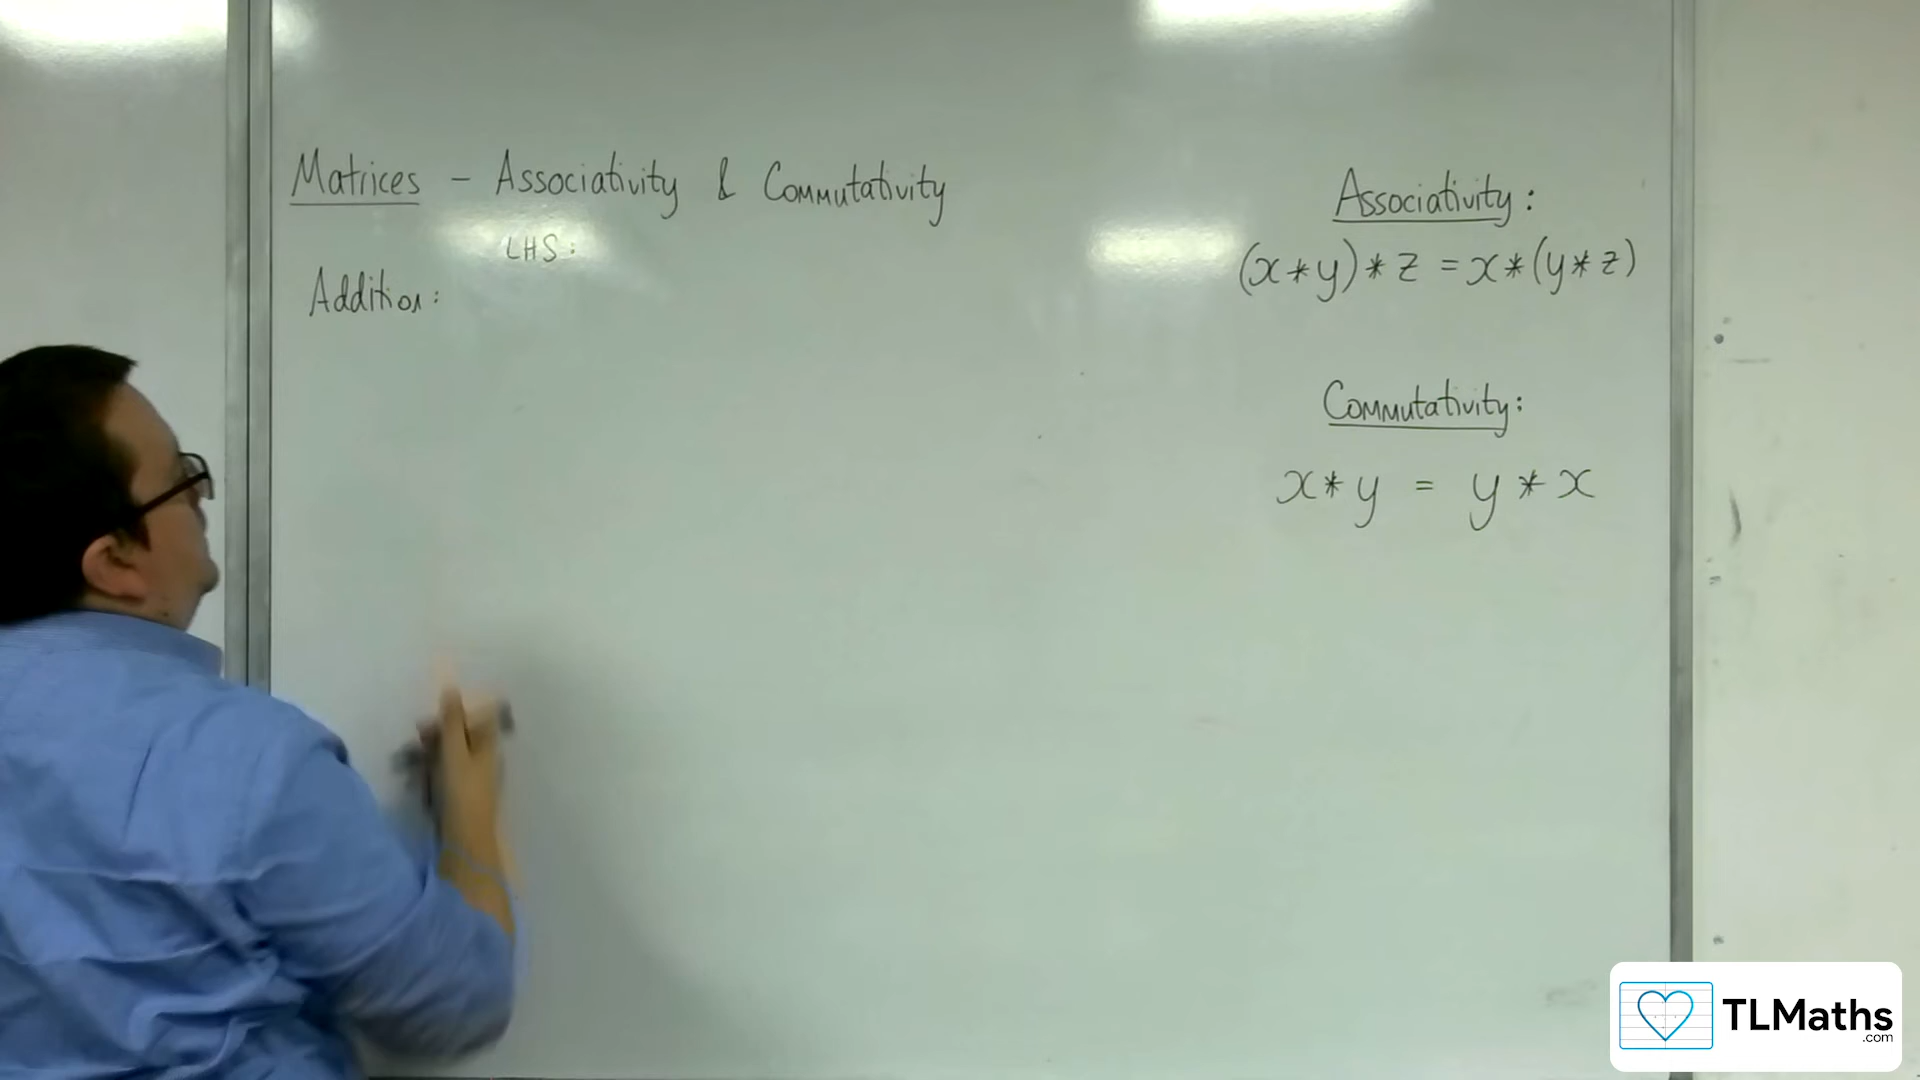 Matrices - Associativity & Commutativity
LHS:
Addition:
Associativity:
(x*y)*z = x*(y*z)
Commutativity:
x*y = y*x
TLMaths
.com